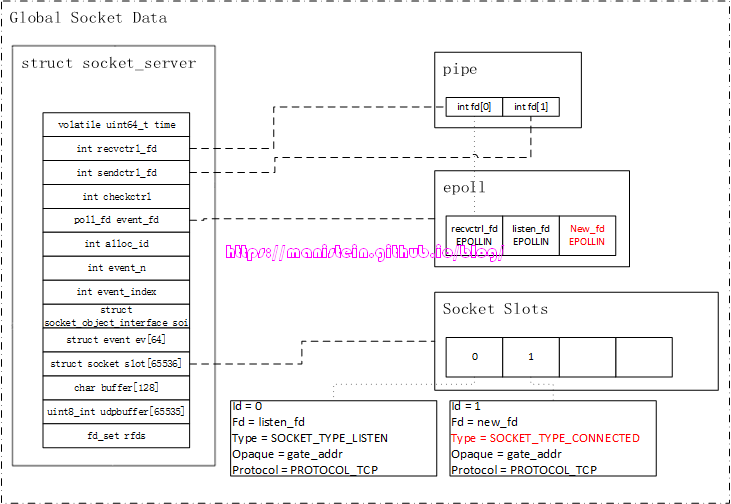 Global Socket Data
struct socket_server
volatile uint64_t time
int recvctrl_fd
int sendctrl_fd
int checkctrl
poll_fd event_fd
int alloc_id
int event_n
int event_index
struct
socket_object_interface soi
struct event ev[64]
struct socket slot[65536]
char buffer[128]
uint8_int udpbuffer[65535]
fd_set rfds
pipe
int fd[0]
int fd[1]
epoll
recvctrl_fd
EPOLLIN
listen_fd
EPOLLIN
New_fd
EPOLLIN
https://manistein.github.io/blog/
Socket Slots
0
1
Id = 0
Fd = listen_fd
Type = SOCKET_TYPE_LISTEN
Opaque = gate_addr
Protocol = PROTOCOL_TCP
Id = 1
Fd = new_fd
Type = SOCKET_TYPE_CONNECTED
Opaque = gate_addr
Protocol = PROTOCOL_TCP